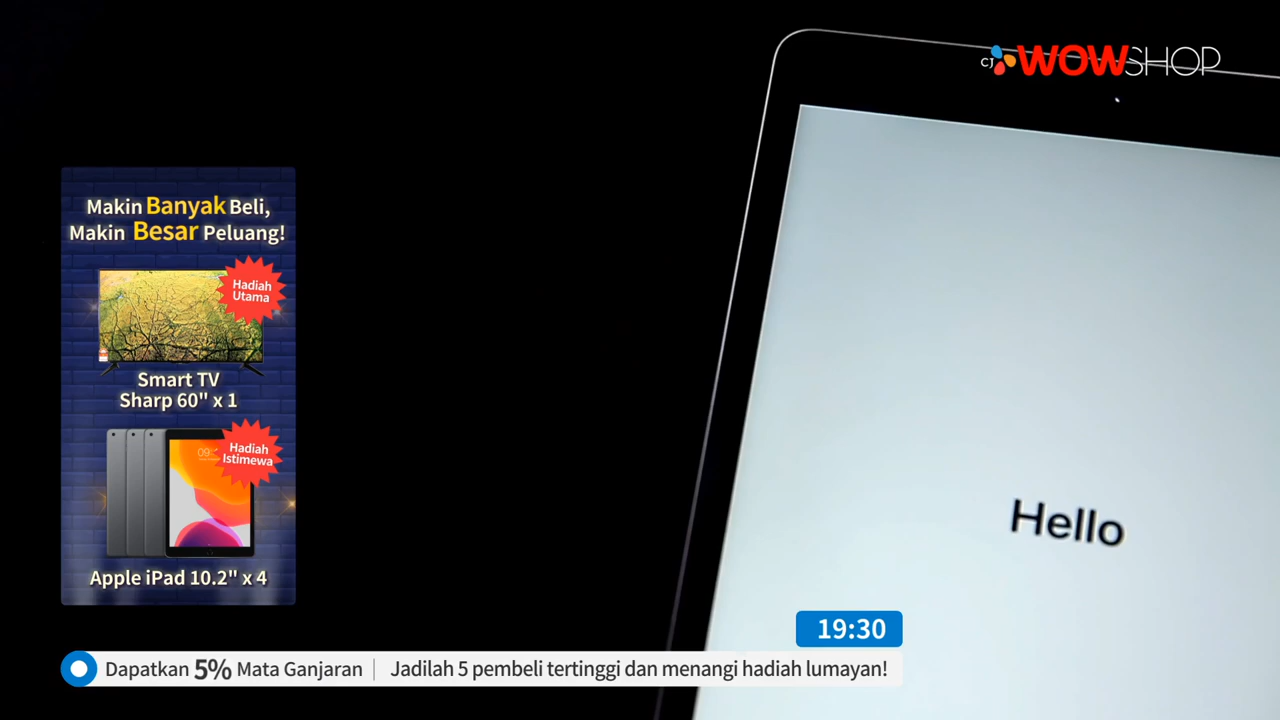 CJ WOWSHOP
Makin Banyak Beli,
Makin Besar Peluang!
Hadiah
Utama
Smart TV
Sharp 60" x 1
Hadiah
Istimewa
Apple iPad 10.2" x 4
Hello
19:30
Dapatkan 5% Mata Ganjaran | Jadilah 5 pembeli tertinggi dan menangi hadiah lumayan!